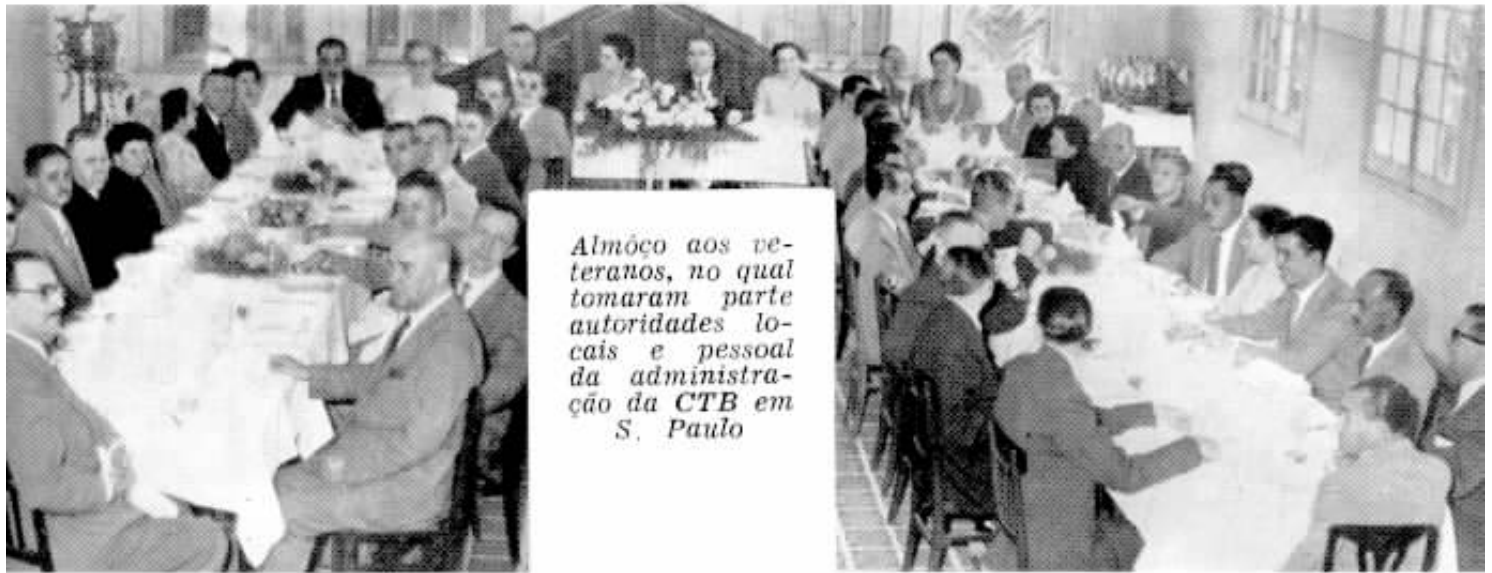 Almôço aos ve-
teranos, no qual
tomaram parte
autoridades lo-
cais e pessoal
da administra-
ção da CTB em
S. Paulo